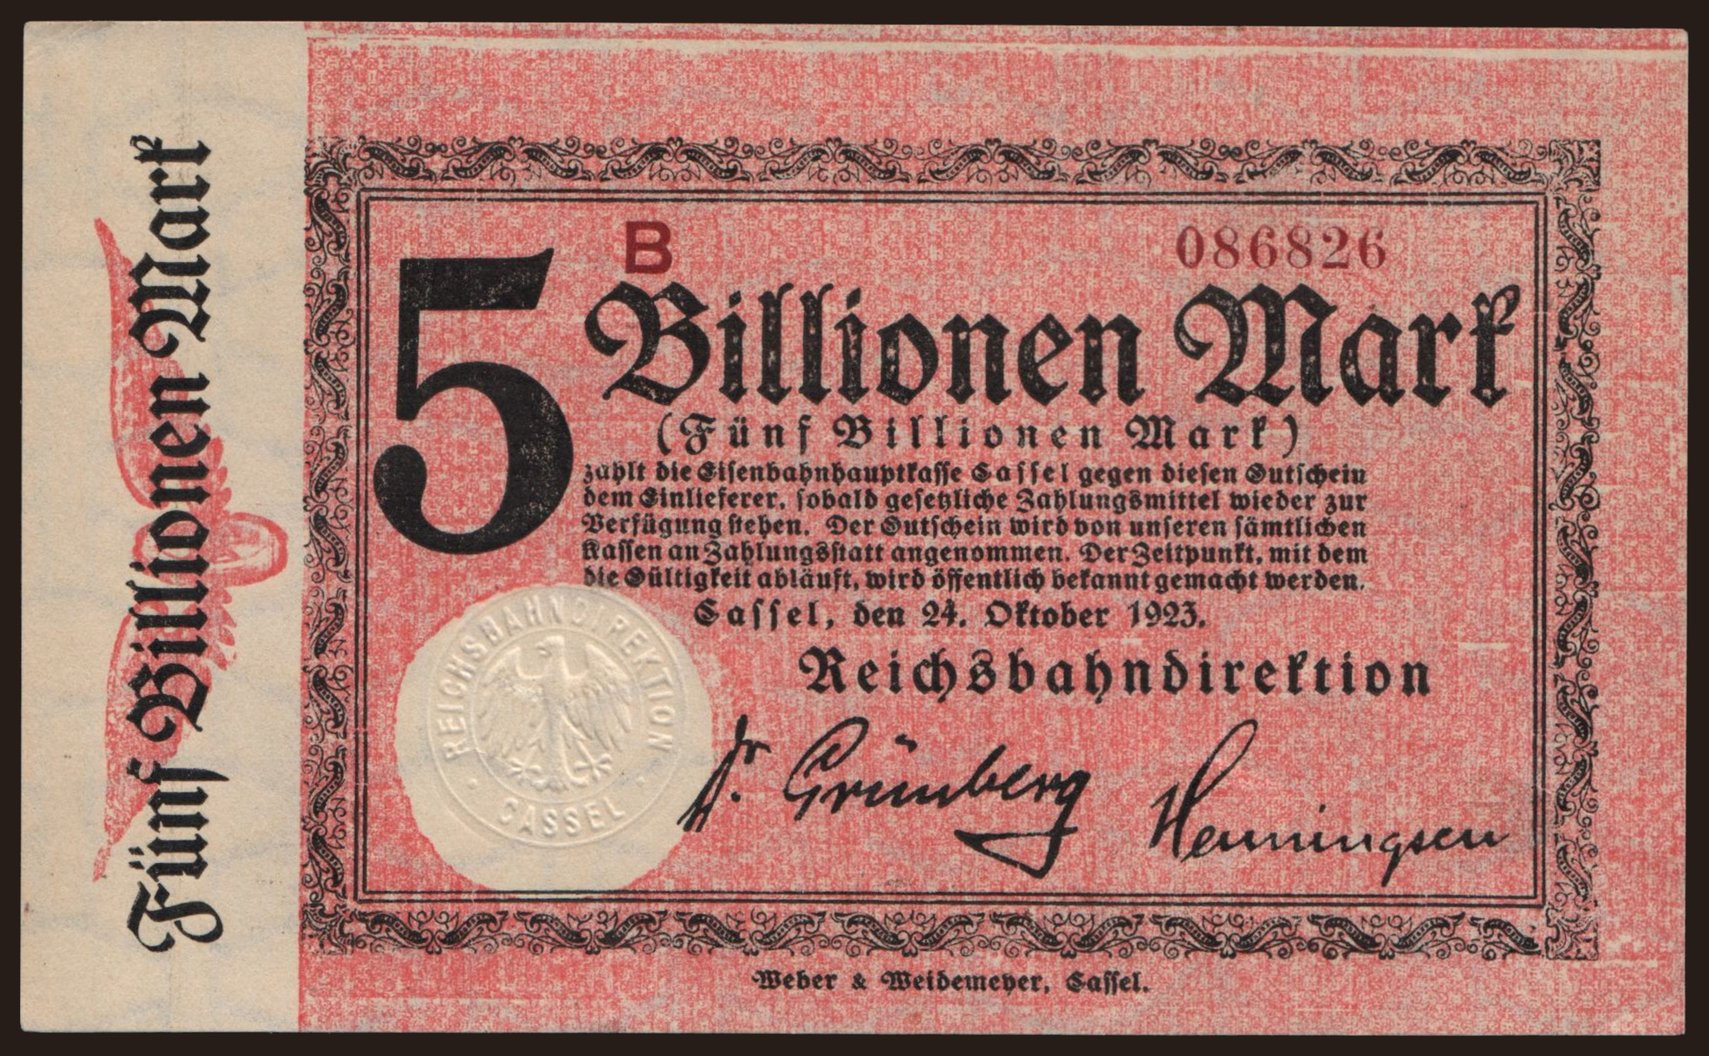 Fünf Billionen Mark
B 086826
5 Billionen Mark
(Fünf Billionen Mark)
zahlt die Eisenbahnhauptkasse Cassel gegen diesen Gutschein
dem Einlieferer, sobald gesetzliche Zahlungsmittel wieder zur
Verfügung stehen. Der Gutschein wird von unseren sämtlichen
Kassen an Zahlungsstatt angenommen. Der Zeitpunkt, mit dem
die Gültigkeit abläuft, wird öffentlich bekannt gemacht werden.
Cassel, den 24. Oktober 1923.
Reichsbahndirektion
REICHSBAHNDIREKTION
CASSEL
Dr. Grünberg Henningsen
Weber & Weidemeyer, Cassel.